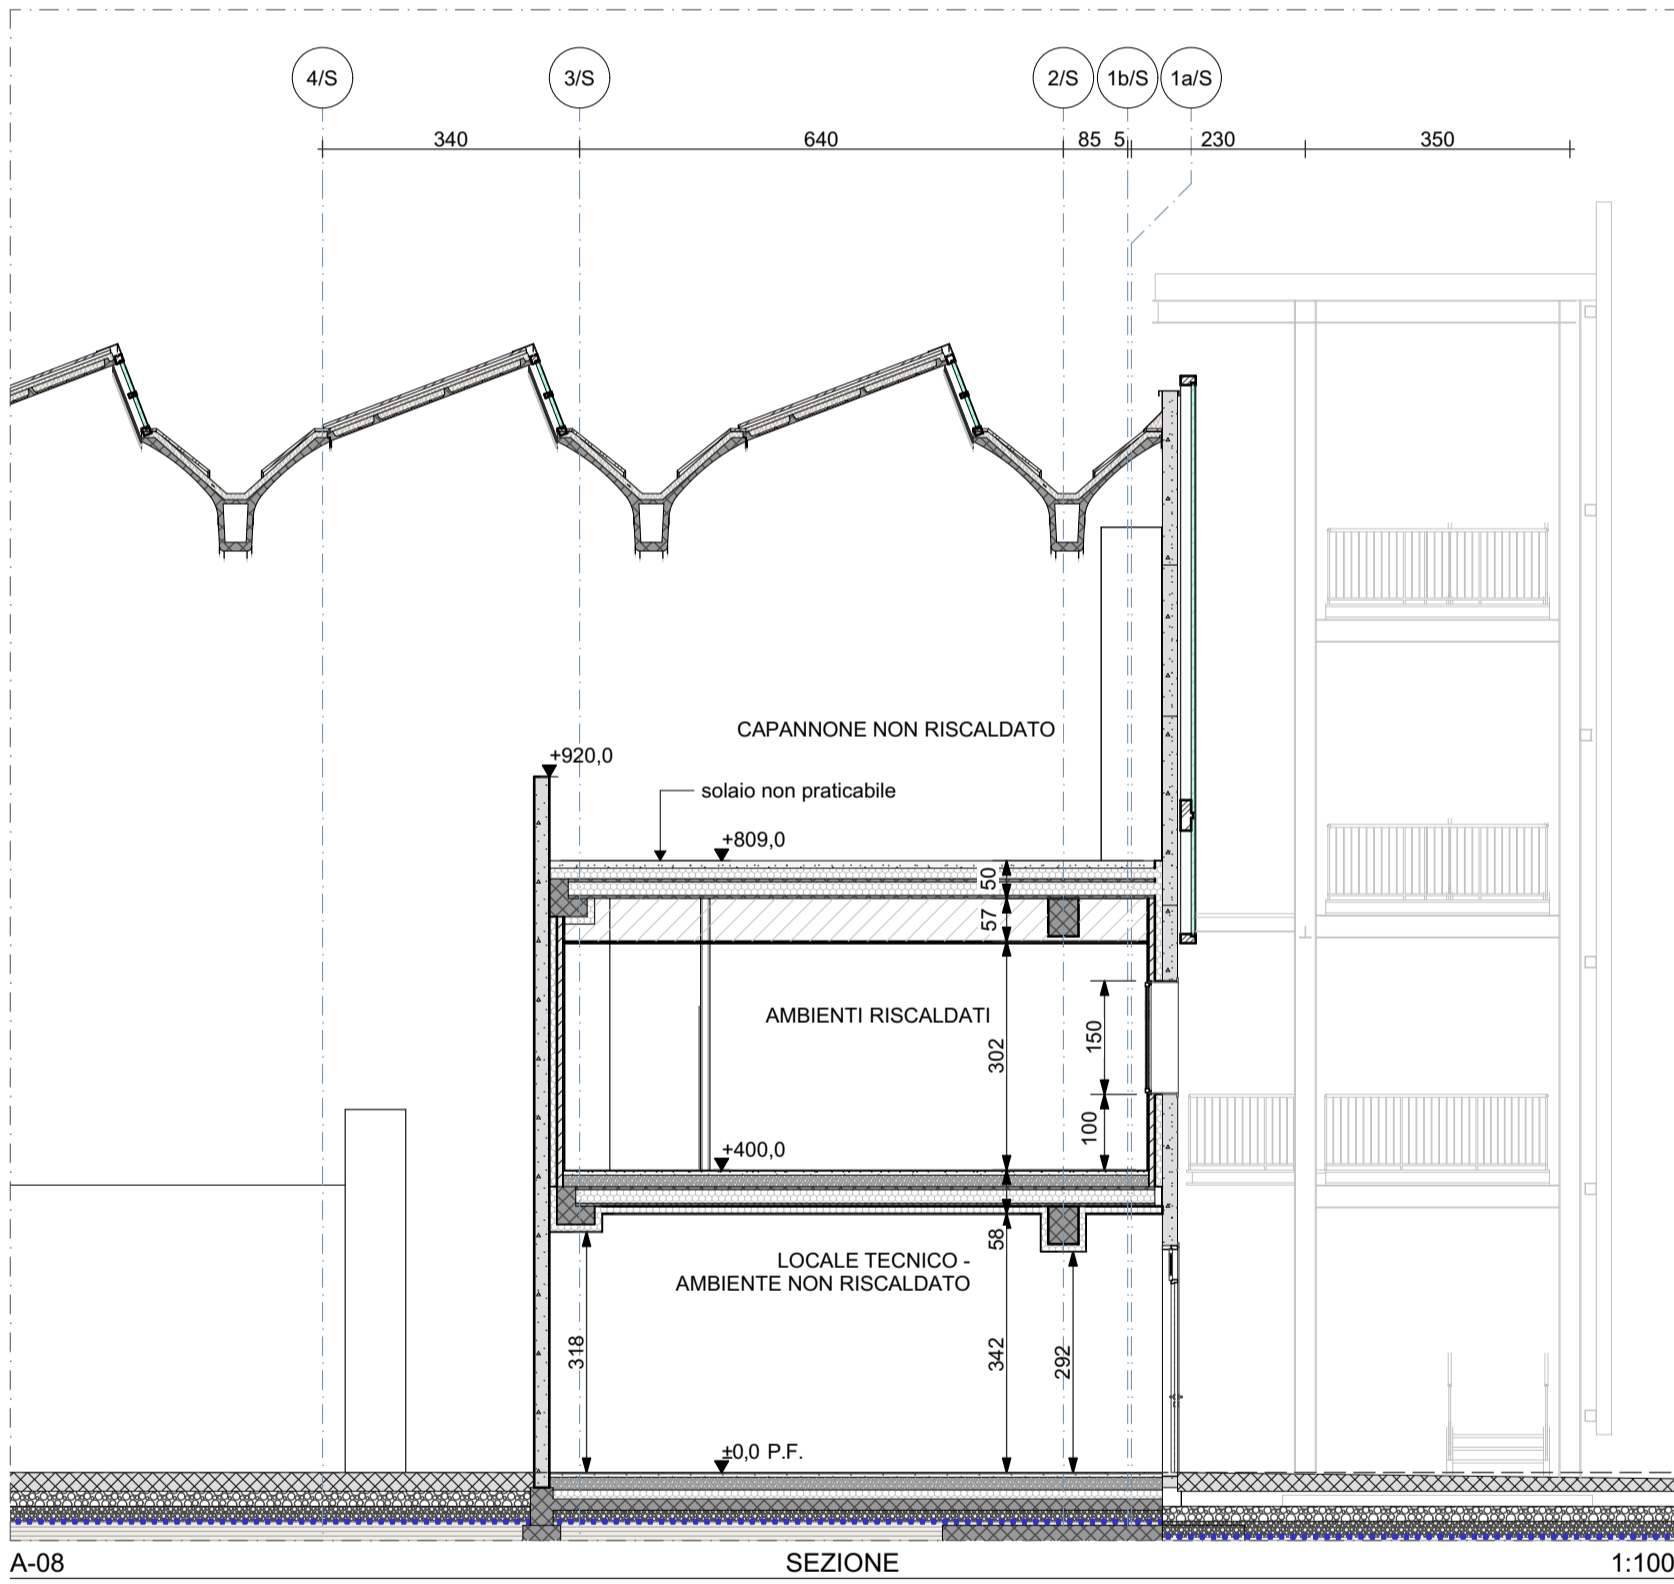 4/S
3/S
2/S
1b/S
1a/S
340
640
85
5
230
350
CAPANNONE NON RISCALDATO
+920,0
solaio non praticabile
+809,0
50
57
AMBIENTI RISCALDATI
302
150
100
+400,0
58
LOCALE TECNICO -
AMBIENTE NON RISCALDATO
318
342
292
±0,0 P.F.
A-08
SEZIONE
1:100